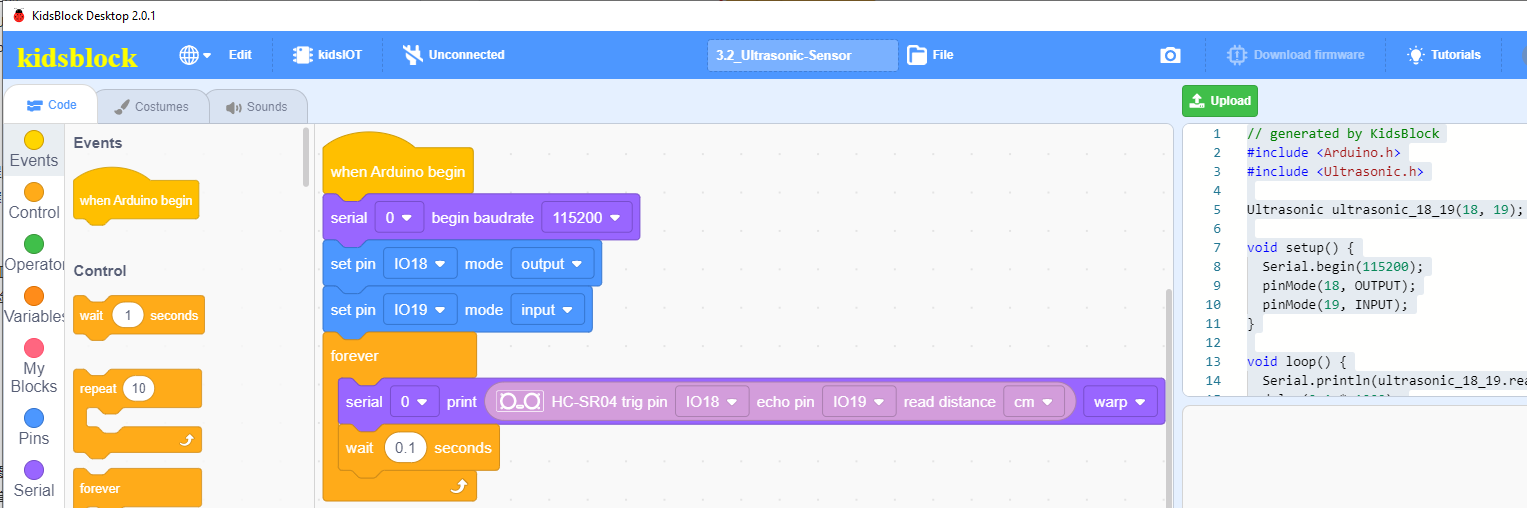 KidsBlock Desktop 2.0.1
kidsblock Edit kidsIOT Unconnected 3.2_Ultrasonic-Sensor File Download firmware Tutorials
Code Costumes Sounds
Upload
Events
Control
Operator
Variables
My
Blocks
Pins
Serial
Events
when Arduino begin
Control
wait 1 seconds
repeat 10
forever
when Arduino begin
serial 0 begin baudrate 115200
set pin IO18 mode output
set pin IO19 mode input
forever
serial 0 print HC-SR04 trig pin IO18 echo pin IO19 read distance cm warp
wait 0.1 seconds
1 // generated by KidsBlock
2 #include <Arduino.h>
3 #include <Ultrasonic.h>
4
5 Ultrasonic ultrasonic_18_19(18, 19);
6
7 void setup() {
8 Serial.begin(115200);
9 pinMode(18, OUTPUT);
10 pinMode(19, INPUT);
11 }
12
13 void loop() {
14 Serial.println(ultrasonic_18_19.rea